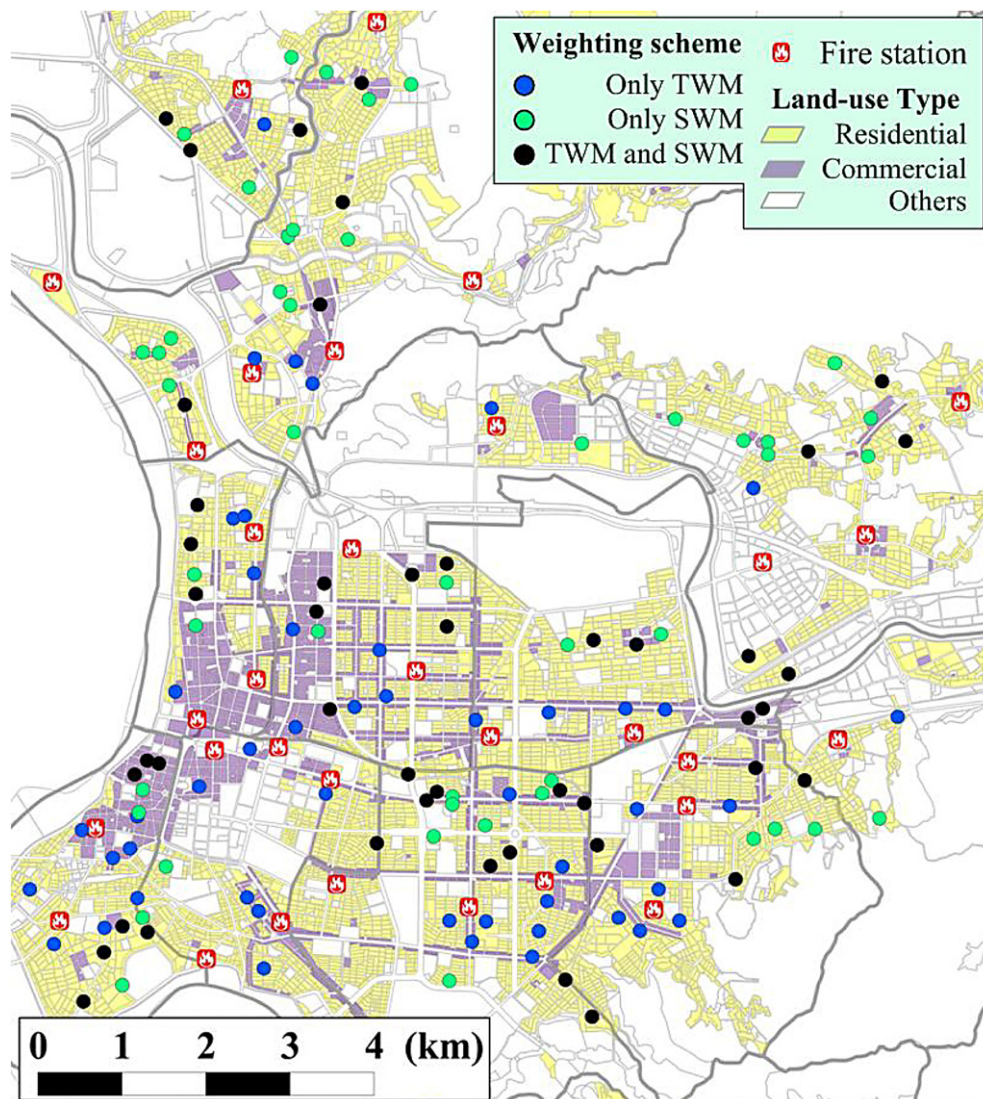 Weighting scheme
Only TWM
Only SWM
TWM and SWM
Fire station
Land-use Type
Residential
Commercial
Others
0 1 2 3 4 (km)